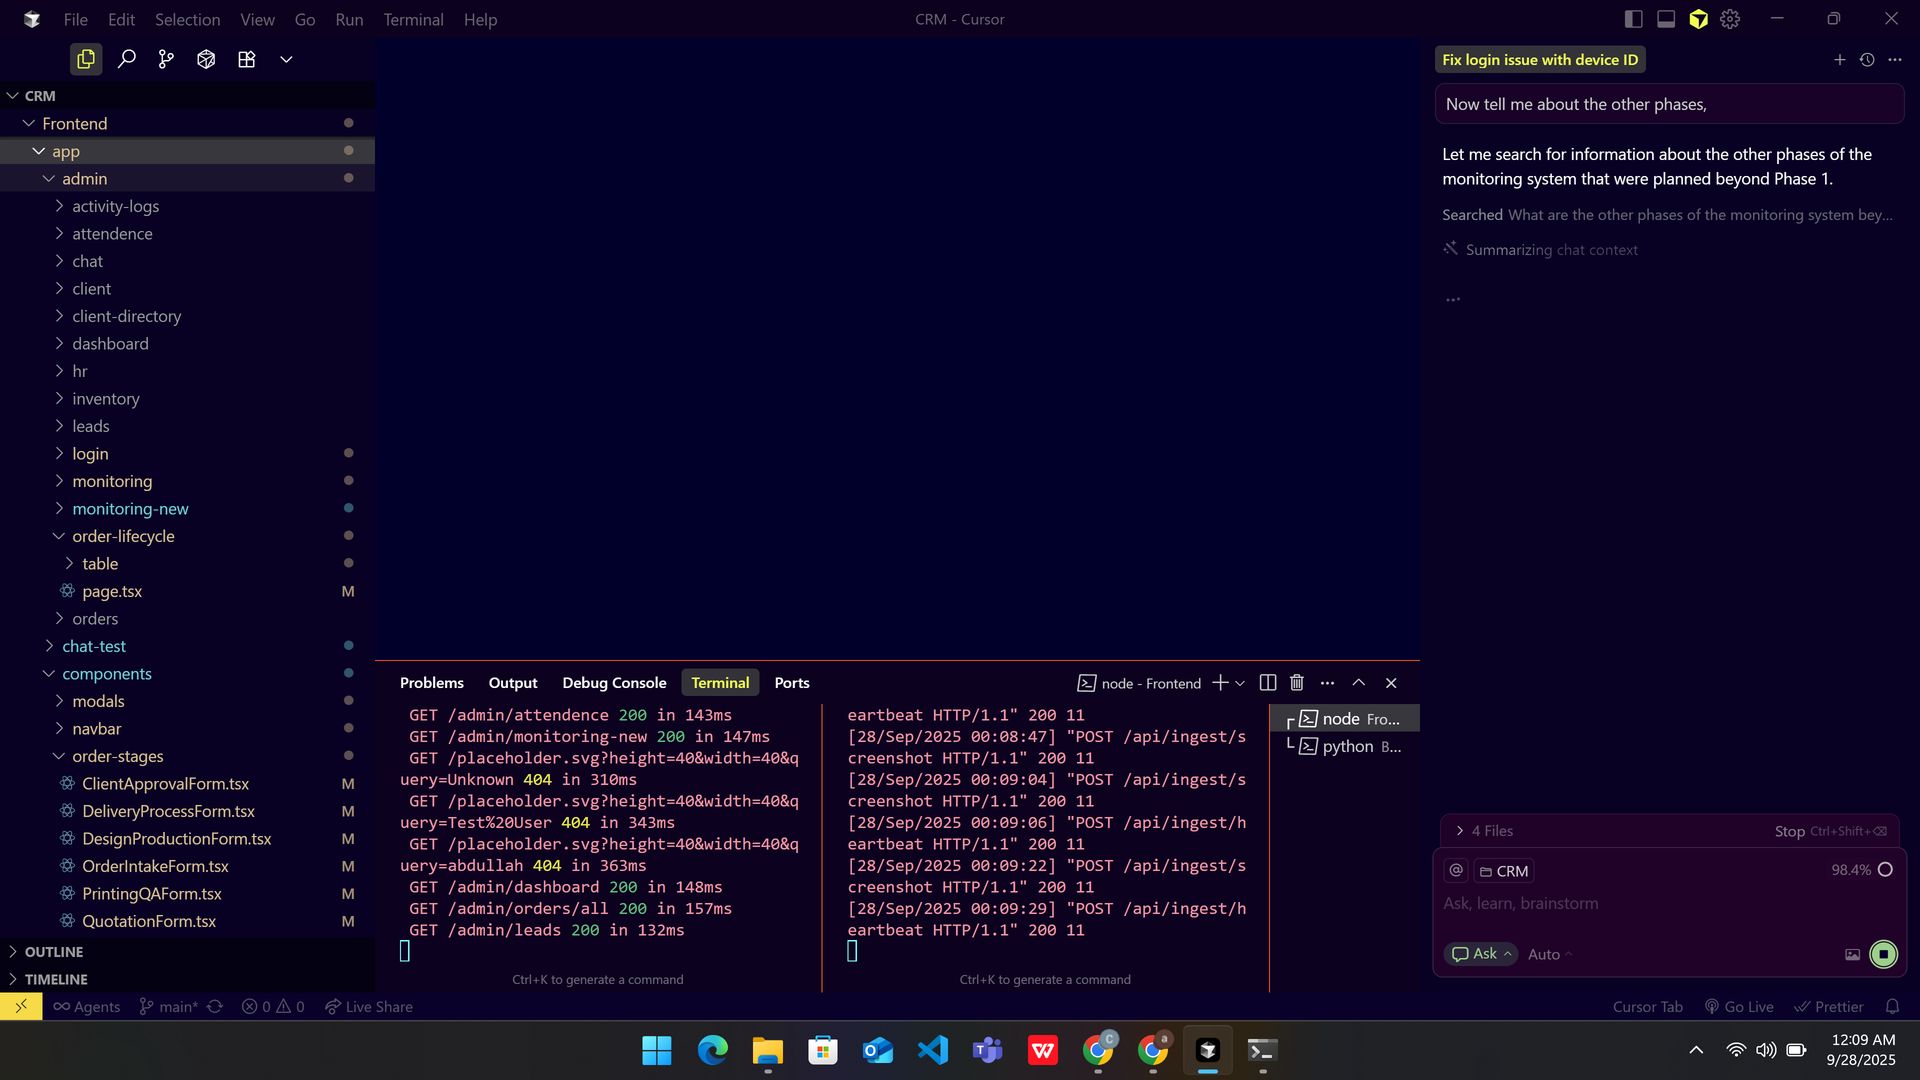 File Edit Selection View Go Run Terminal Help
CRM - Cursor
CRM
Frontend
app
admin
activity-logs
attendence
chat
client
client-directory
dashboard
hr
inventory
leads
login
monitoring
monitoring-new
order-lifecycle
table
page.tsx M
orders
chat-test
components
modals
navbar
order-stages
ClientApprovalForm.tsx M
DeliveryProcessForm.tsx M
DesignProductionForm.tsx M
OrderIntakeForm.tsx M
PrintingQAForm.tsx M
QuotationForm.tsx M
OUTLINE
TIMELINE
Problems Output Debug Console Terminal Ports
node - Frontend
GET /admin/attendence 200 in 143ms
GET /admin/monitoring-new 200 in 147ms
GET /placeholder.svg?height=40&width=40&q
uery=Unknown 404 in 310ms
GET /placeholder.svg?height=40&width=40&q
uery=Test%20User 404 in 343ms
GET /placeholder.svg?height=40&width=40&q
uery=abdullah 404 in 363ms
GET /admin/dashboard 200 in 148ms
GET /admin/orders/all 200 in 157ms
GET /admin/leads 200 in 132ms
Ctrl+K to generate a command
eartbeat HTTP/1.1" 200 11
[28/Sep/2025 00:08:47] "POST /api/ingest/s
creenshot HTTP/1.1" 200 11
[28/Sep/2025 00:09:04] "POST /api/ingest/s
creenshot HTTP/1.1" 200 11
[28/Sep/2025 00:09:06] "POST /api/ingest/h
eartbeat HTTP/1.1" 200 11
[28/Sep/2025 00:09:22] "POST /api/ingest/s
creenshot HTTP/1.1" 200 11
[28/Sep/2025 00:09:29] "POST /api/ingest/h
eartbeat HTTP/1.1" 200 11
Ctrl+K to generate a command
node Fro...
python B...
Fix login issue with device ID
Now tell me about the other phases,
Let me search for information about the other phases of the
monitoring system that were planned beyond Phase 1.
Searched What are the other phases of the monitoring system bey...
Summarizing chat context
...
4 Files
Stop Ctrl+Shift+⌫
@ CRM
98.4%
Ask, learn, brainstorm
Ask Auto
Agents main* 0 0 Live Share
Cursor Tab Go Live Prettier
12:09 AM
9/28/2025